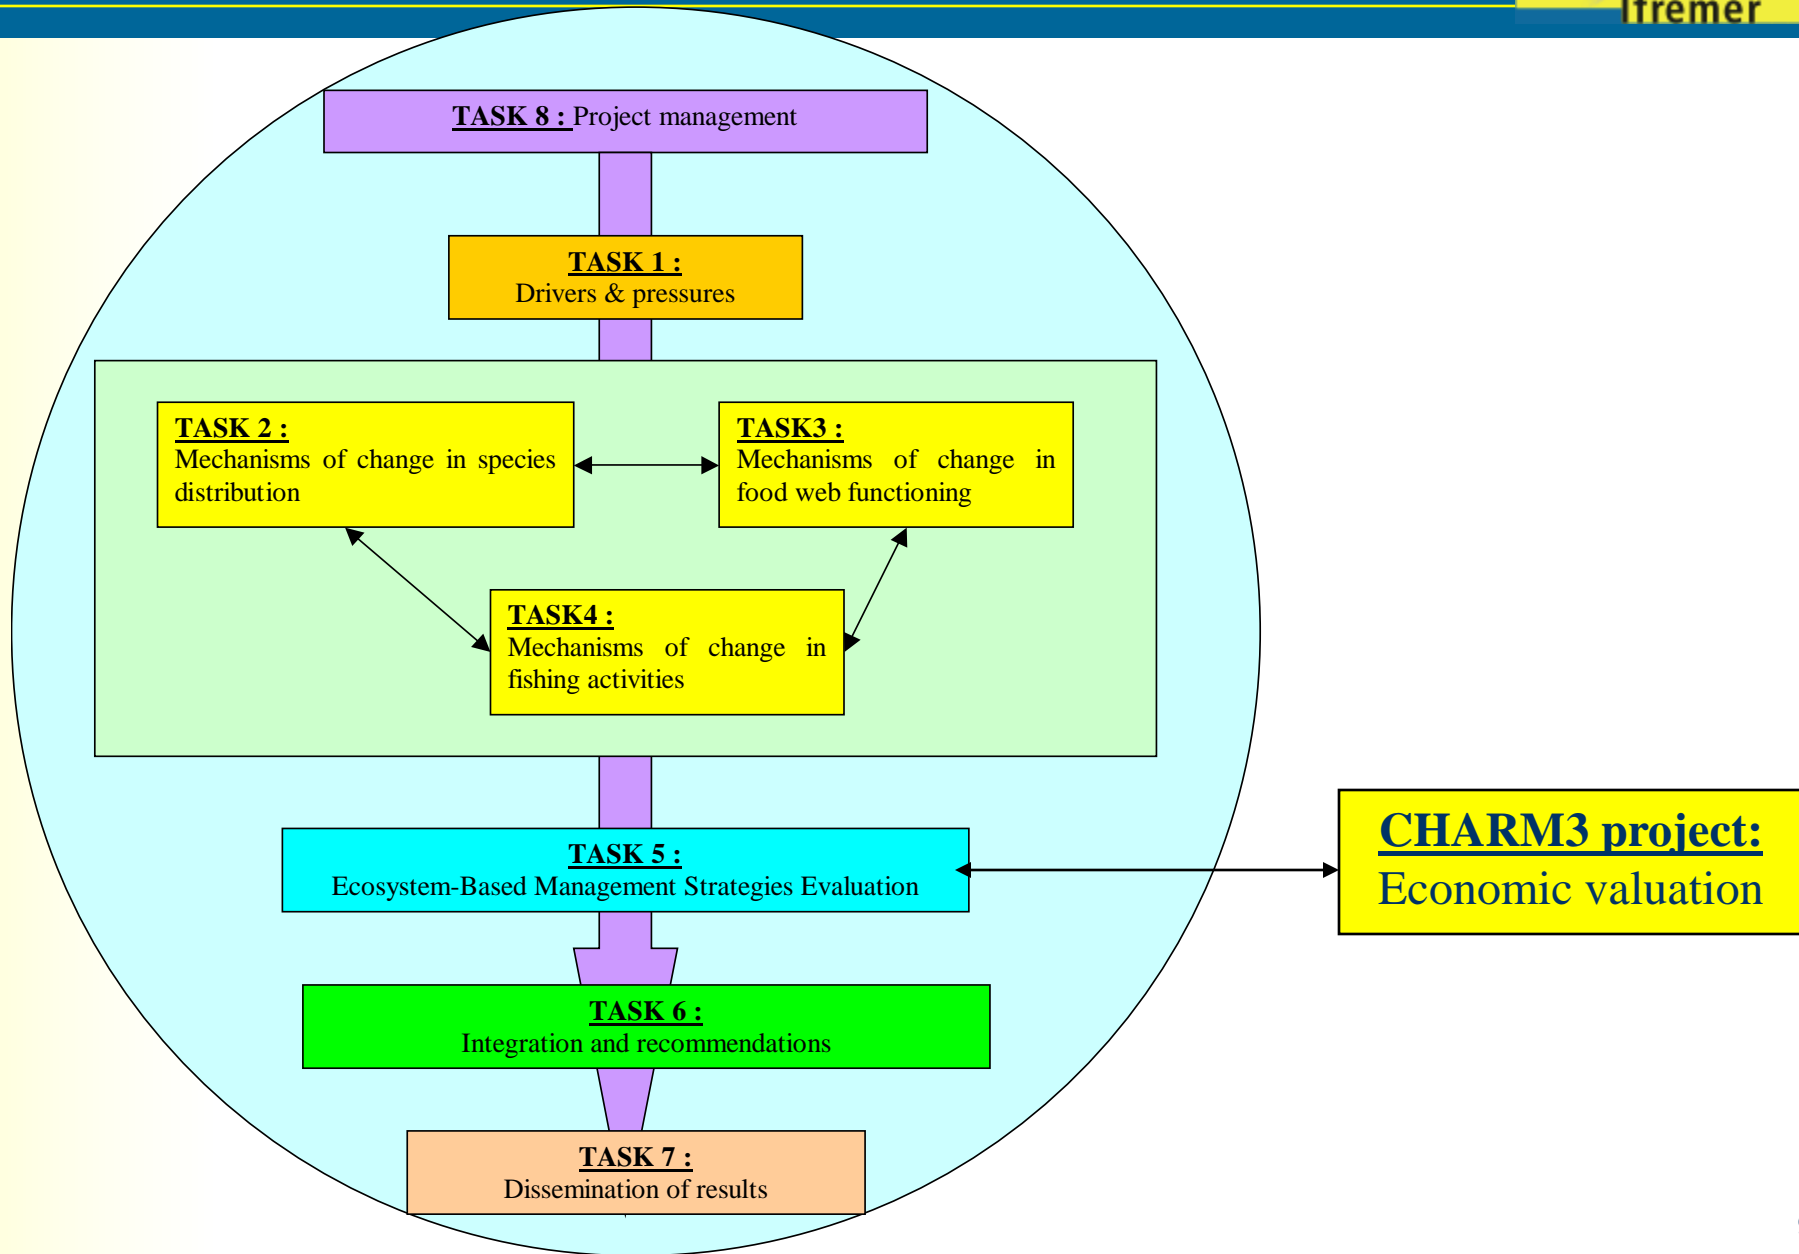 Ifremer
TASK 8 : Project management
TASK 1 :
Drivers & pressures
TASK 2 :
Mechanisms of change in species
distribution
TASK3 :
Mechanisms of change in
food web functioning
TASK4 :
Mechanisms of change in
fishing activities
TASK 5 :
Ecosystem-Based Management Strategies Evaluation
CHARM3 project:
Economic valuation
TASK 6 :
Integration and recommendations
TASK 7 :
Dissemination of results